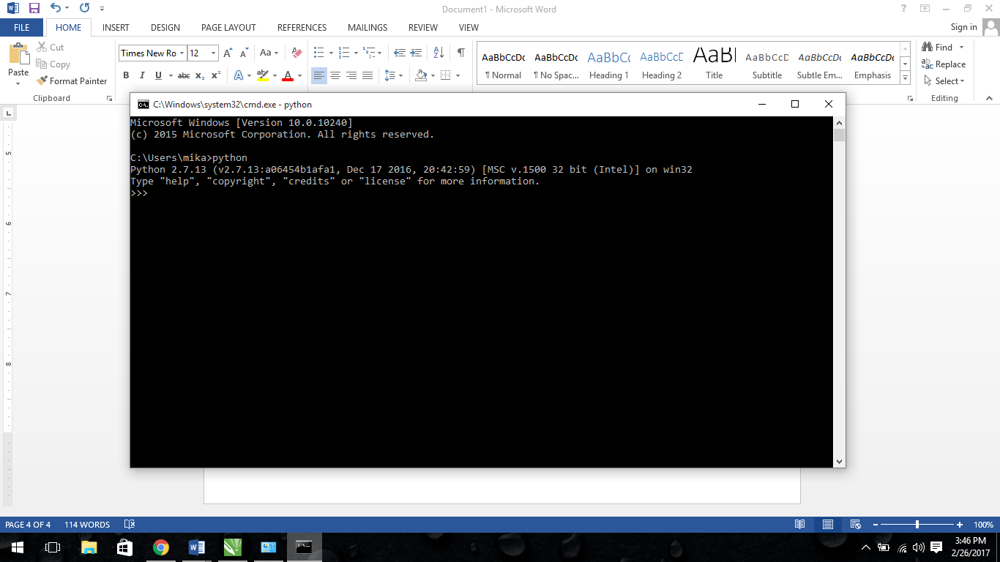 Document1 - Microsoft Word
FILE HOME INSERT DESIGN PAGE LAYOUT REFERENCES MAILINGS REVIEW VIEW Sign in
Paste
Cut
Copy
Format Painter
Clipboard
Times New Ro 12
AaBbCcDc AaBbCcDc AaBbCc AaBbCcD AaBl AaBbCcD AaBbCcDc AaBbCcDc
¶ Normal ¶ No Spac... Heading 1 Heading 2 Title Subtitle Subtle Em... Emphasis
Find
Replace
Select
Editing
C:\Windows\system32\cmd.exe - python
Microsoft Windows [Version 10.0.10240]
(c) 2015 Microsoft Corporation. All rights reserved.
C:\Users\mika>python
Python 2.7.13 (v2.7.13:a06454b1afa1, Dec 17 2016, 20:42:59) [MSC v.1500 32 bit (Intel)] on win32
Type "help", "copyright", "credits" or "license" for more information.
>>>
5
6
7
8
PAGE 4 OF 4 114 WORDS 100%
3:46 PM
2/26/2017